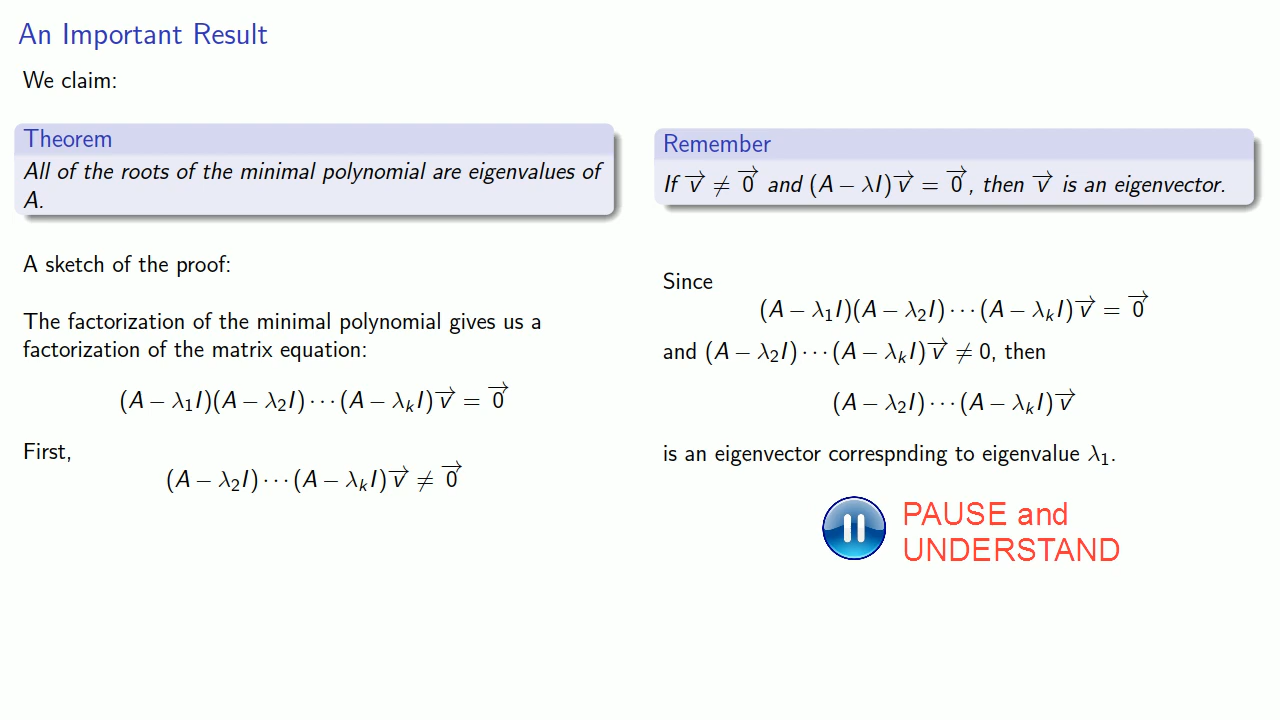 An Important Result
We claim:
Theorem
All of the roots of the minimal polynomial are eigenvalues of
A.
A sketch of the proof:
The factorization of the minimal polynomial gives us a
factorization of the matrix equation:
(A − λ₁I)(A − λ₂I) ··· (A − λₖI)v⃗ = 0⃗
First,
(A − λ₂I) ··· (A − λₖI)v⃗ ≠ 0⃗
Remember
If v⃗ ≠ 0⃗ and (A − λI)v⃗ = 0⃗, then v⃗ is an eigenvector.
Since
(A − λ₁I)(A − λ₂I) ··· (A − λₖI)v⃗ = 0⃗
and (A − λ₂I) ··· (A − λₖI)v⃗ ≠ 0, then
(A − λ₂I) ··· (A − λₖI)v⃗
is an eigenvector correspnding to eigenvalue λ₁.
PAUSE and
UNDERSTAND